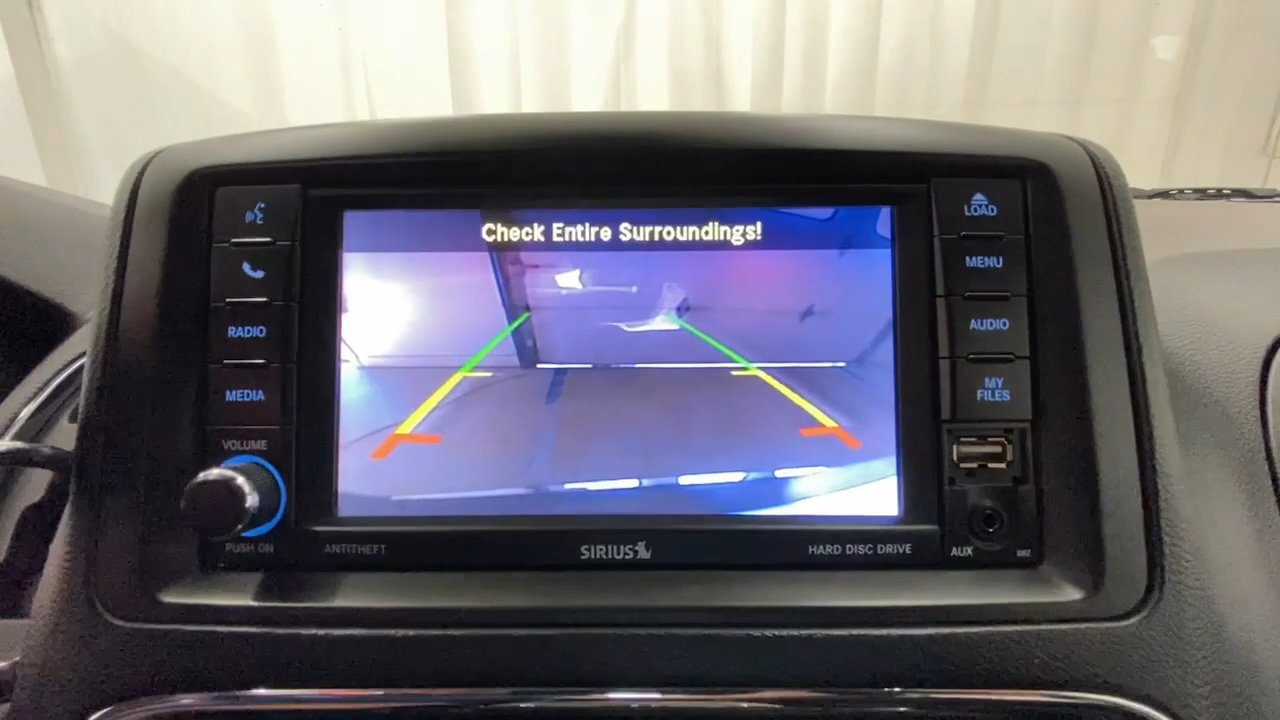 Check Entire Surroundings!
RADIO
MEDIA
VOLUME
PUSH ON
ANTITHEFT
SIRIUS
HARD DISC DRIVE
LOAD
MENU
AUDIO
MY
FILES
AUX